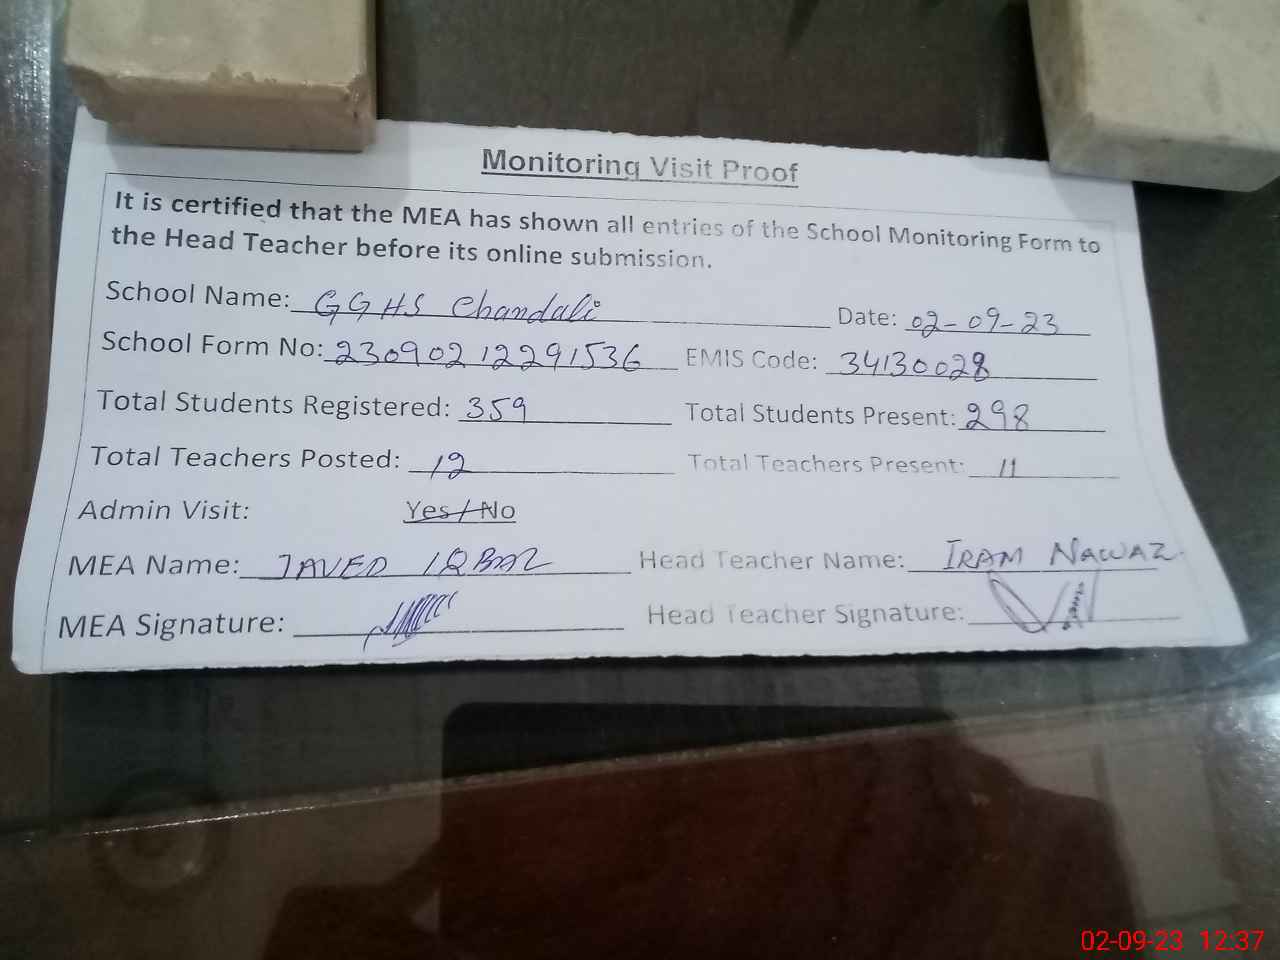 Monitoring Visit Proof
It is certified that the MEA has shown all entries of the School Monitoring Form to
the Head Teacher before its online submission.
School Name: GGHS Chandali Date: 02-09-23
School Form No: 23090212291536 EMIS Code: 34130028
Total Students Registered: 359 Total Students Present: 298
Total Teachers Posted: 12 Total Teachers Present: 11
Admin Visit: Yes / No
MEA Name: JAVED IQBAL Head Teacher Name: IRAM NAWAZ
MEA Signature: Head Teacher Signature:
02-09-23 12:37